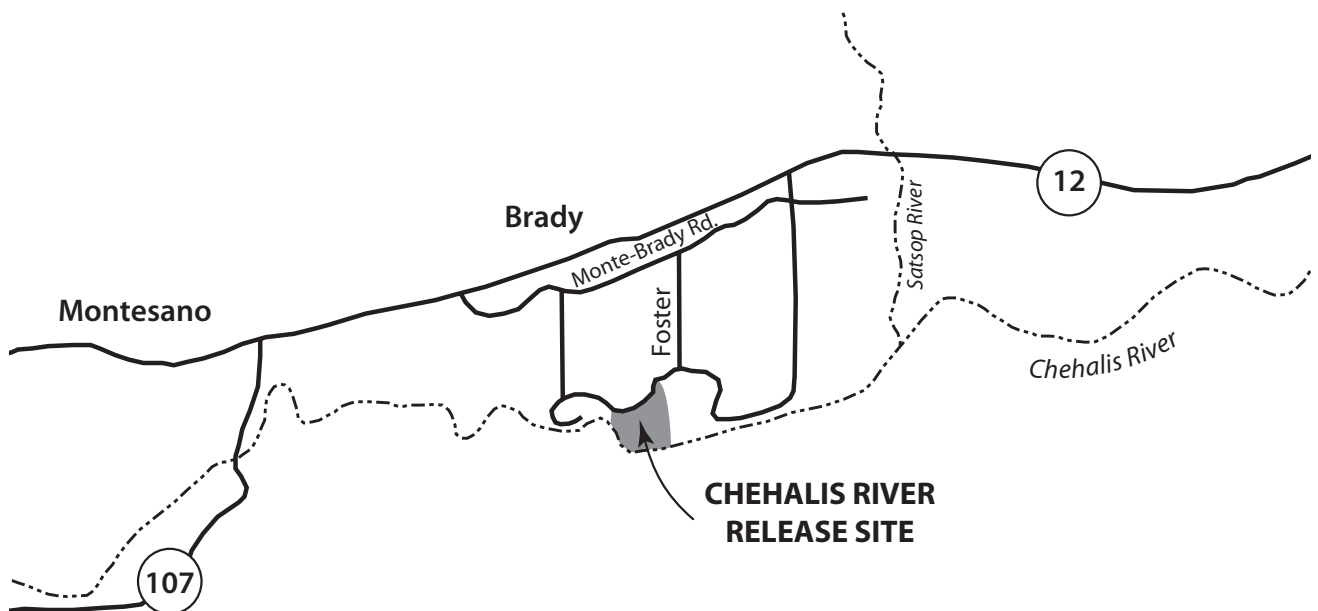 12
Satsop River
Brady
Monte-Brady Rd.
Montesano
Foster
Chehalis River
CHEHALIS RIVER
RELEASE SITE
107